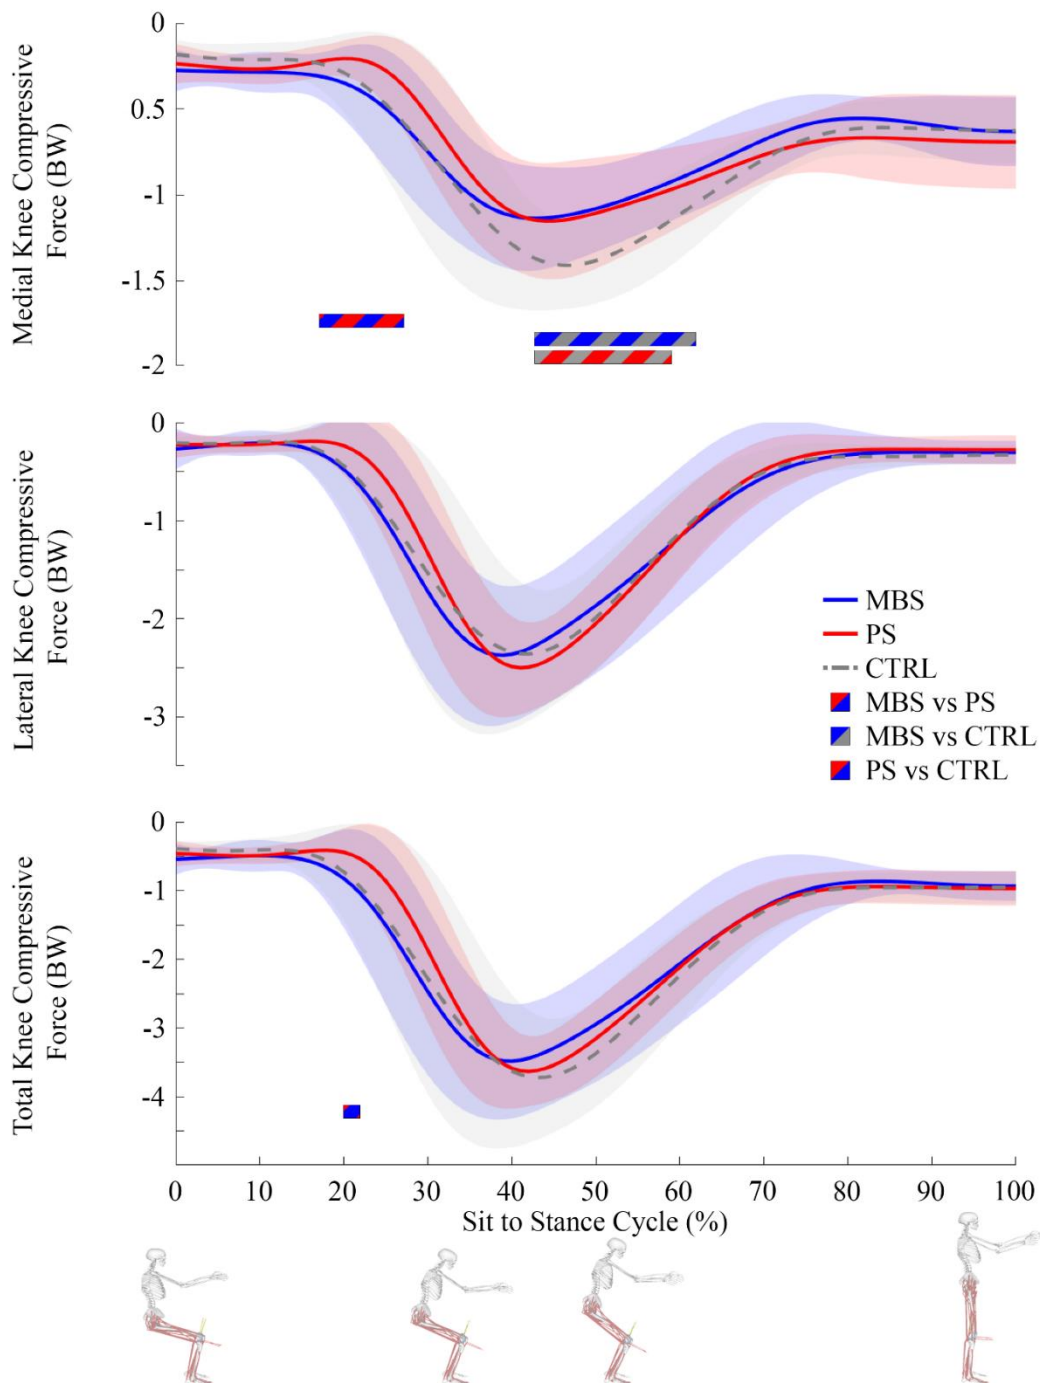 Medial Knee Compressive
Force (BW)
0
0.5
-1
-1.5
-2
Lateral Knee Compressive
Force (BW)
0
-1
-2
-3
MBS
PS
CTRL
MBS vs PS
MBS vs CTRL
PS vs CTRL
Total Knee Compressive
Force (BW)
0
-1
-2
-3
-4
0 10 20 30 40 50 60 70 80 90 100
Sit to Stance Cycle (%)